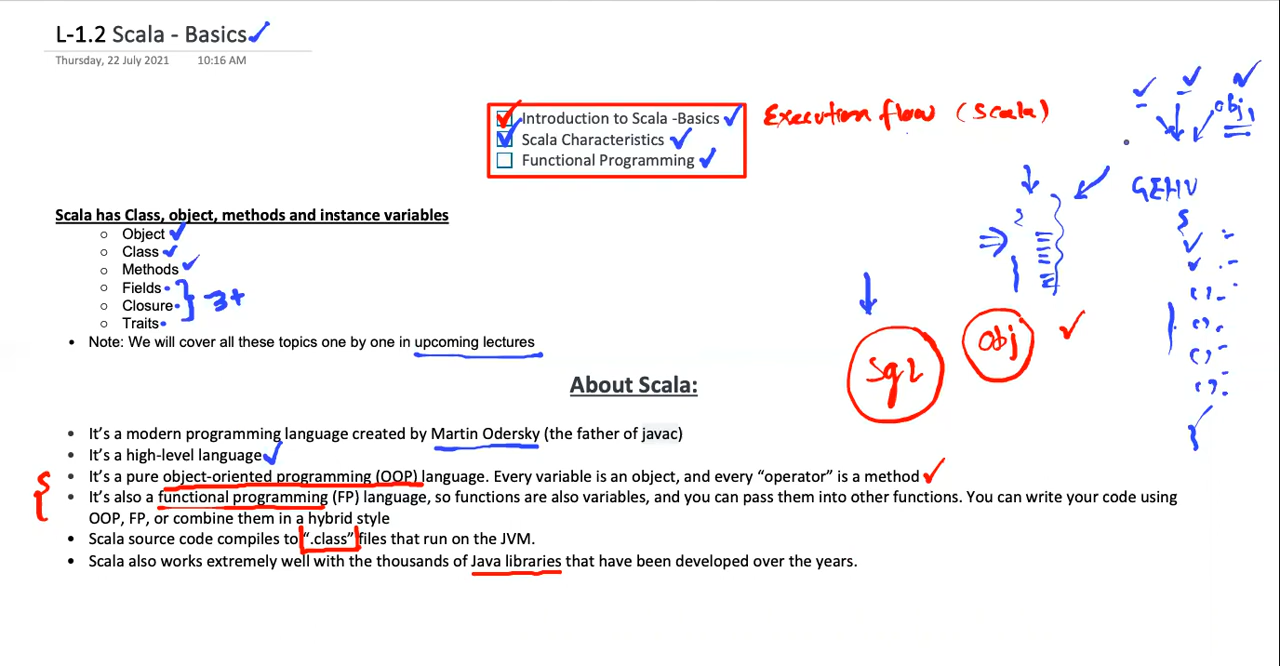 L-1.2 Scala - Basics
Thursday, 22 July 2021 10:16 AM
Introduction to Scala -Basics
Scala Characteristics
Functional Programming
Execution flow (Scala)
obj
Scala has Class, object, methods and instance variables
Object
Class
Methods
Fields
Closure
Traits
3+
Note: We will cover all these topics one by one in upcoming lectures
obj
About Scala:
It's a modern programming language created by Martin Odersky (the father of javac)
It's a high-level language
It's a pure object-oriented programming (OOP) language. Every variable is an object, and every “operator” is a method
It's also a functional programming (FP) language, so functions are also variables, and you can pass them into other functions. You can write your code using
OOP, FP, or combine them in a hybrid style
Scala source code compiles to “.class” files that run on the JVM.
Scala also works extremely well with the thousands of Java libraries that have been developed over the years.